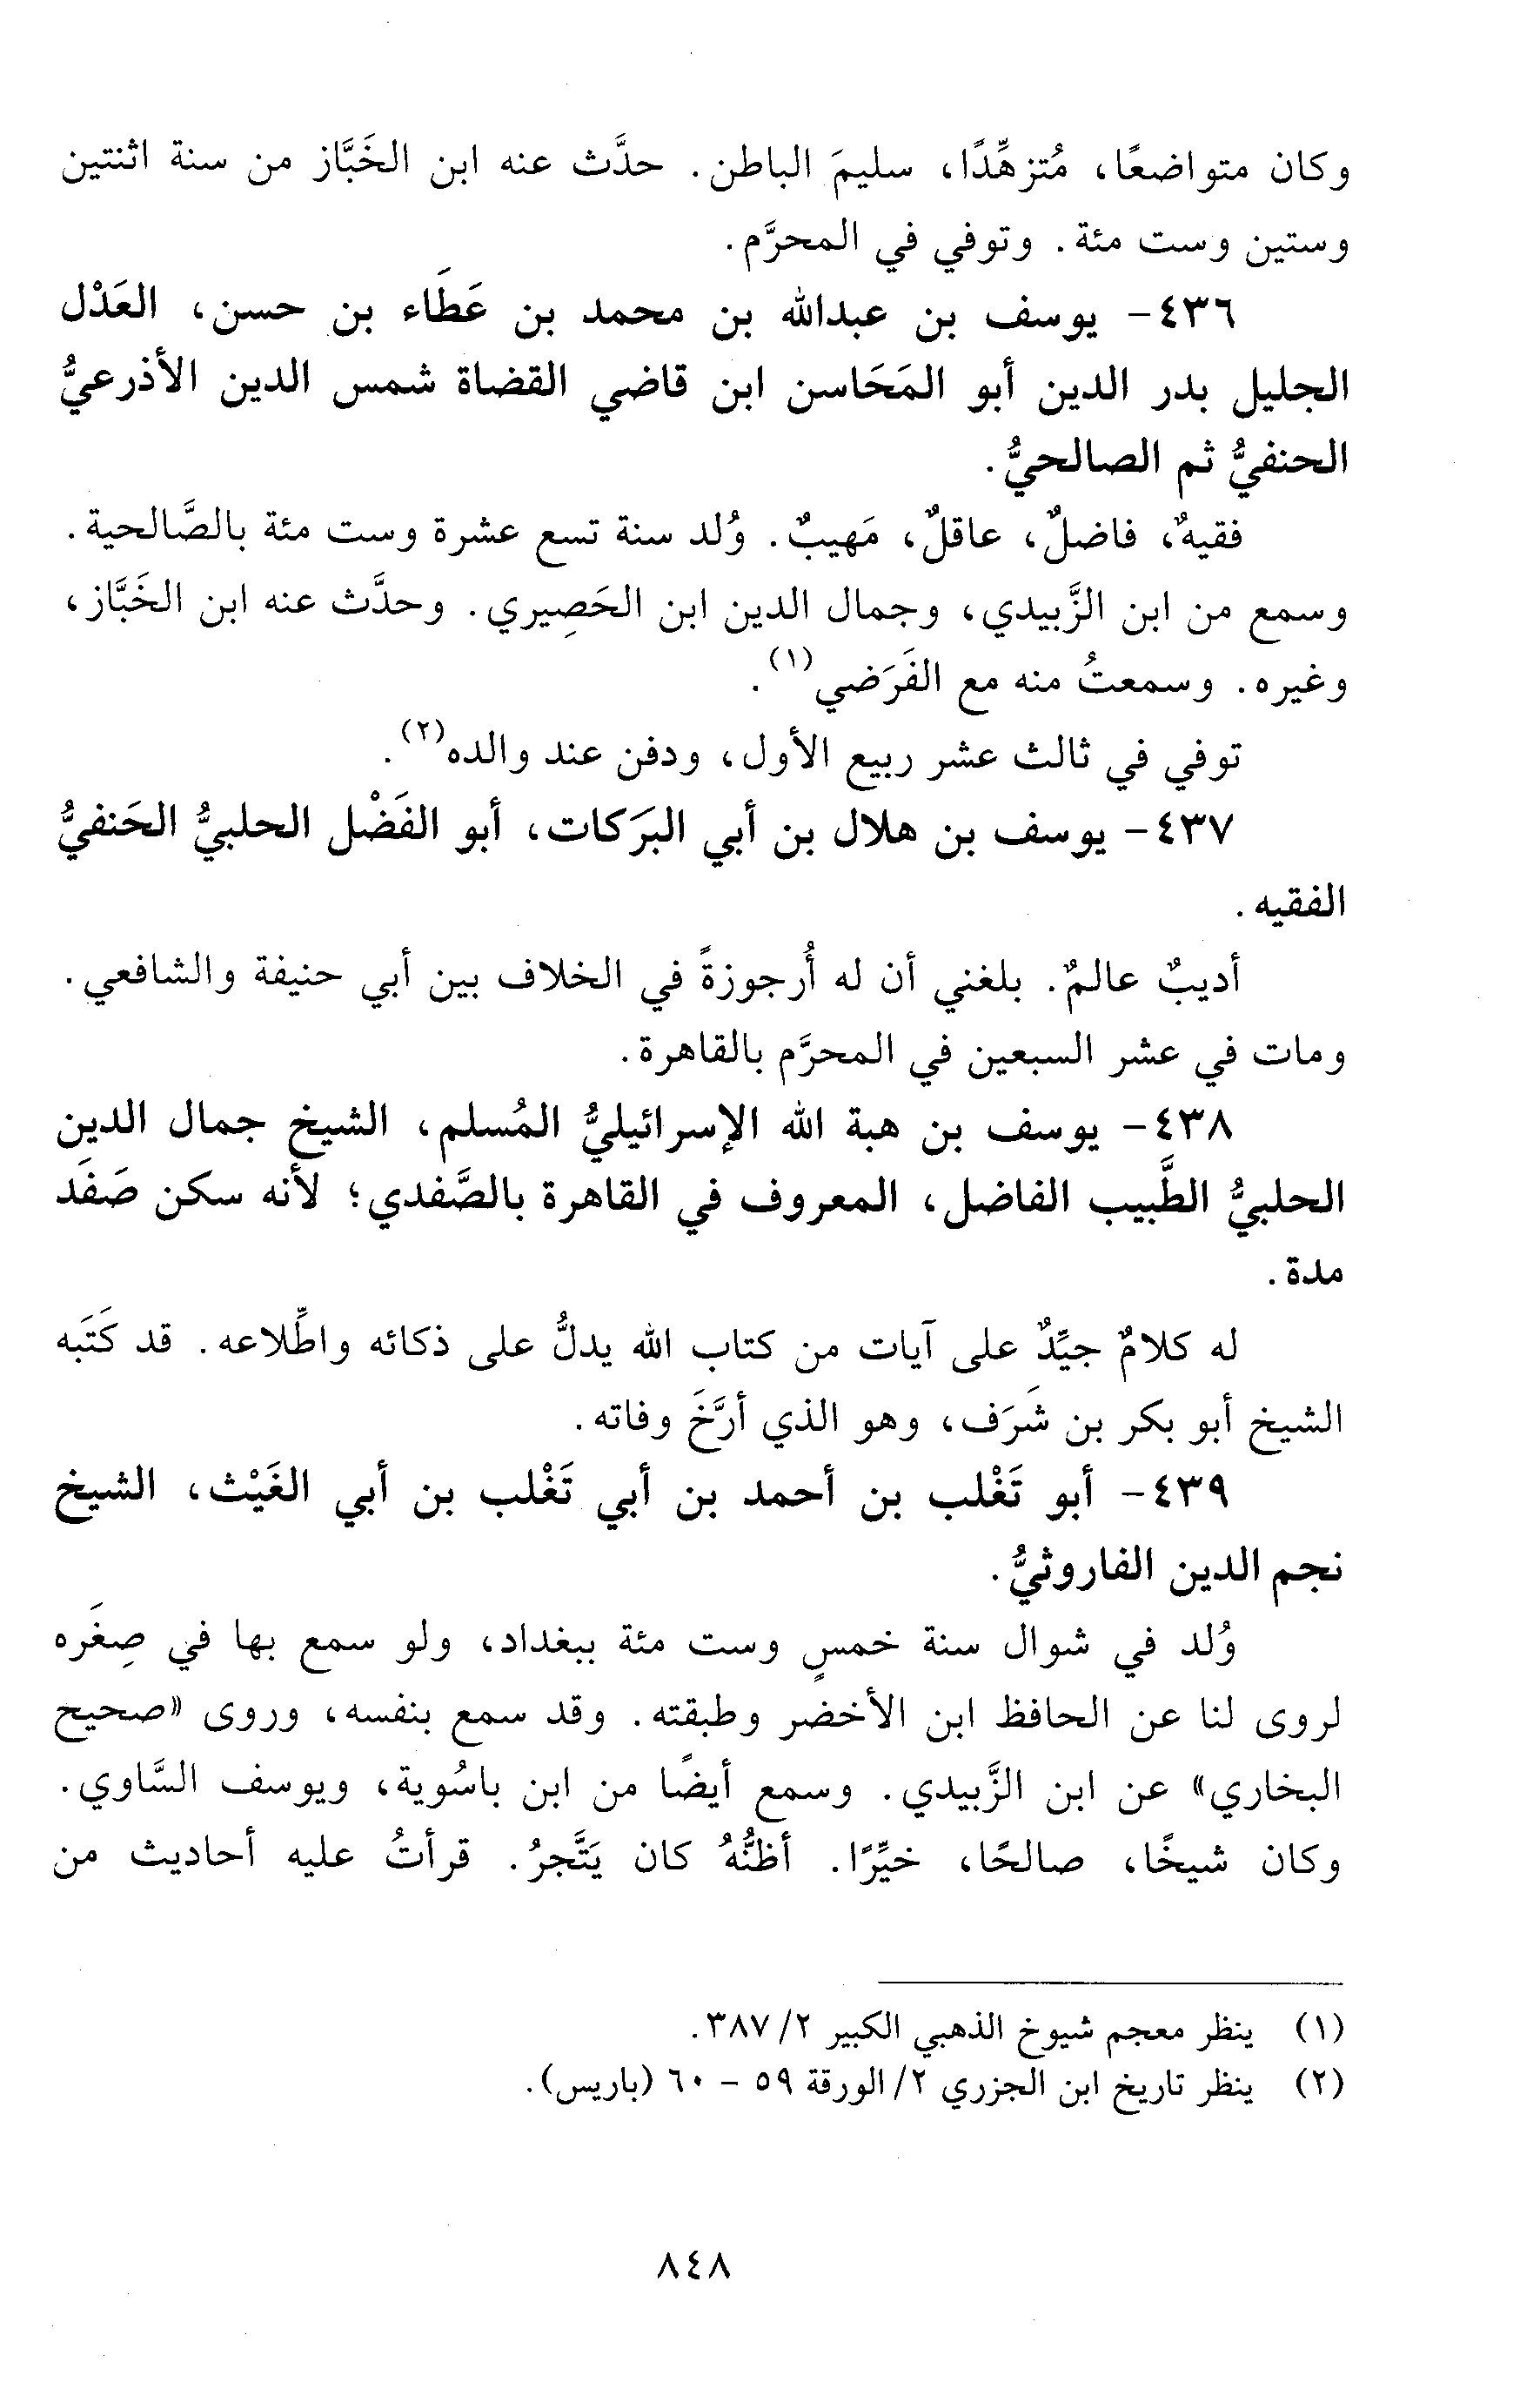 وكان متواضعًا، مُتزهِّدًا، سليمَ الباطن. حدَّث عنه ابن الخَبَّاز من سنة اثنتين
وستين وست مئة. وتوفي في المحرَّم.
٤٣٦- يوسف بن عبدالله بن محمد بن عَطَاء بن حسن، العَدْل
الجليل بدر الدين أبو المَحَاسن ابن قاضي القضاة شمس الدين الأذرعيُّ
الحنفيُّ ثم الصالحيُّ.
فقيهٌ، فاضلٌ، عاقلٌ، مَهيبٌ. وُلد سنة تسع عشرة وست مئة بالصَّالحية.
وسمع من ابن الزَّبيدي، وجمال الدين ابن الحَصِيري. وحدَّث عنه ابن الخَبَّاز،
وغيره. وسمعتُ منه مع الفَرَضي(١).
توفي في ثالث عشر ربيع الأول، ودفن عند والده(٢).
٤٣٧- يوسف بن هلال بن أبي البرَكات، أبو الفَضْل الحلبيُّ الحَنفيُّ
الفقيه.
أديبٌ عالمٌ. بلغني أن له أُرجوزةً في الخلاف بين أبي حنيفة والشافعي.
ومات في عشر السبعين في المحرَّم بالقاهرة.
٤٣٨- يوسف بن هبة الله الإسرائيليُّ المُسلم، الشيخ جمال الدين
الحلبيُّ الطَّبيب الفاضل، المعروف في القاهرة بالصَّفدي؛ لأنه سكن صَفَد
مدة.
له كلامٌ جيِّدٌ على آيات من كتاب الله يدلُّ على ذكائه واطِّلاعه. قد كَتَبه
الشيخ أبو بكر بن شَرَف، وهو الذي أرَّخَ وفاته.
٤٣٩- أبو تَغْلب بن أحمد بن أبي تَغْلب بن أبي الغَيْث، الشيخ
نجم الدين الفاروثيُّ.
وُلد في شوال سنة خمسٍ وست مئة ببغداد، ولو سمع بها في صِغَره
لروى لنا عن الحافظ ابن الأخضر وطبقته. وقد سمع بنفسه، وروى «صحيح
البخاري» عن ابن الزَّبيدي. وسمع أيضًا من ابن باسُوية، ويوسف السَّاوي.
وكان شيخًا، صالحًا، خيِّرًا. أظنُّهُ كان يَتَّجرُ. قرأتُ عليه أحاديث من
(١) ينظر معجم شيوخ الذهبي الكبير ٢/ ٣٨٧.
(٢) ينظر تاريخ ابن الجزري ٢/ الورقة ٥٩ - ٦٠ (باريس).
٨٤٨